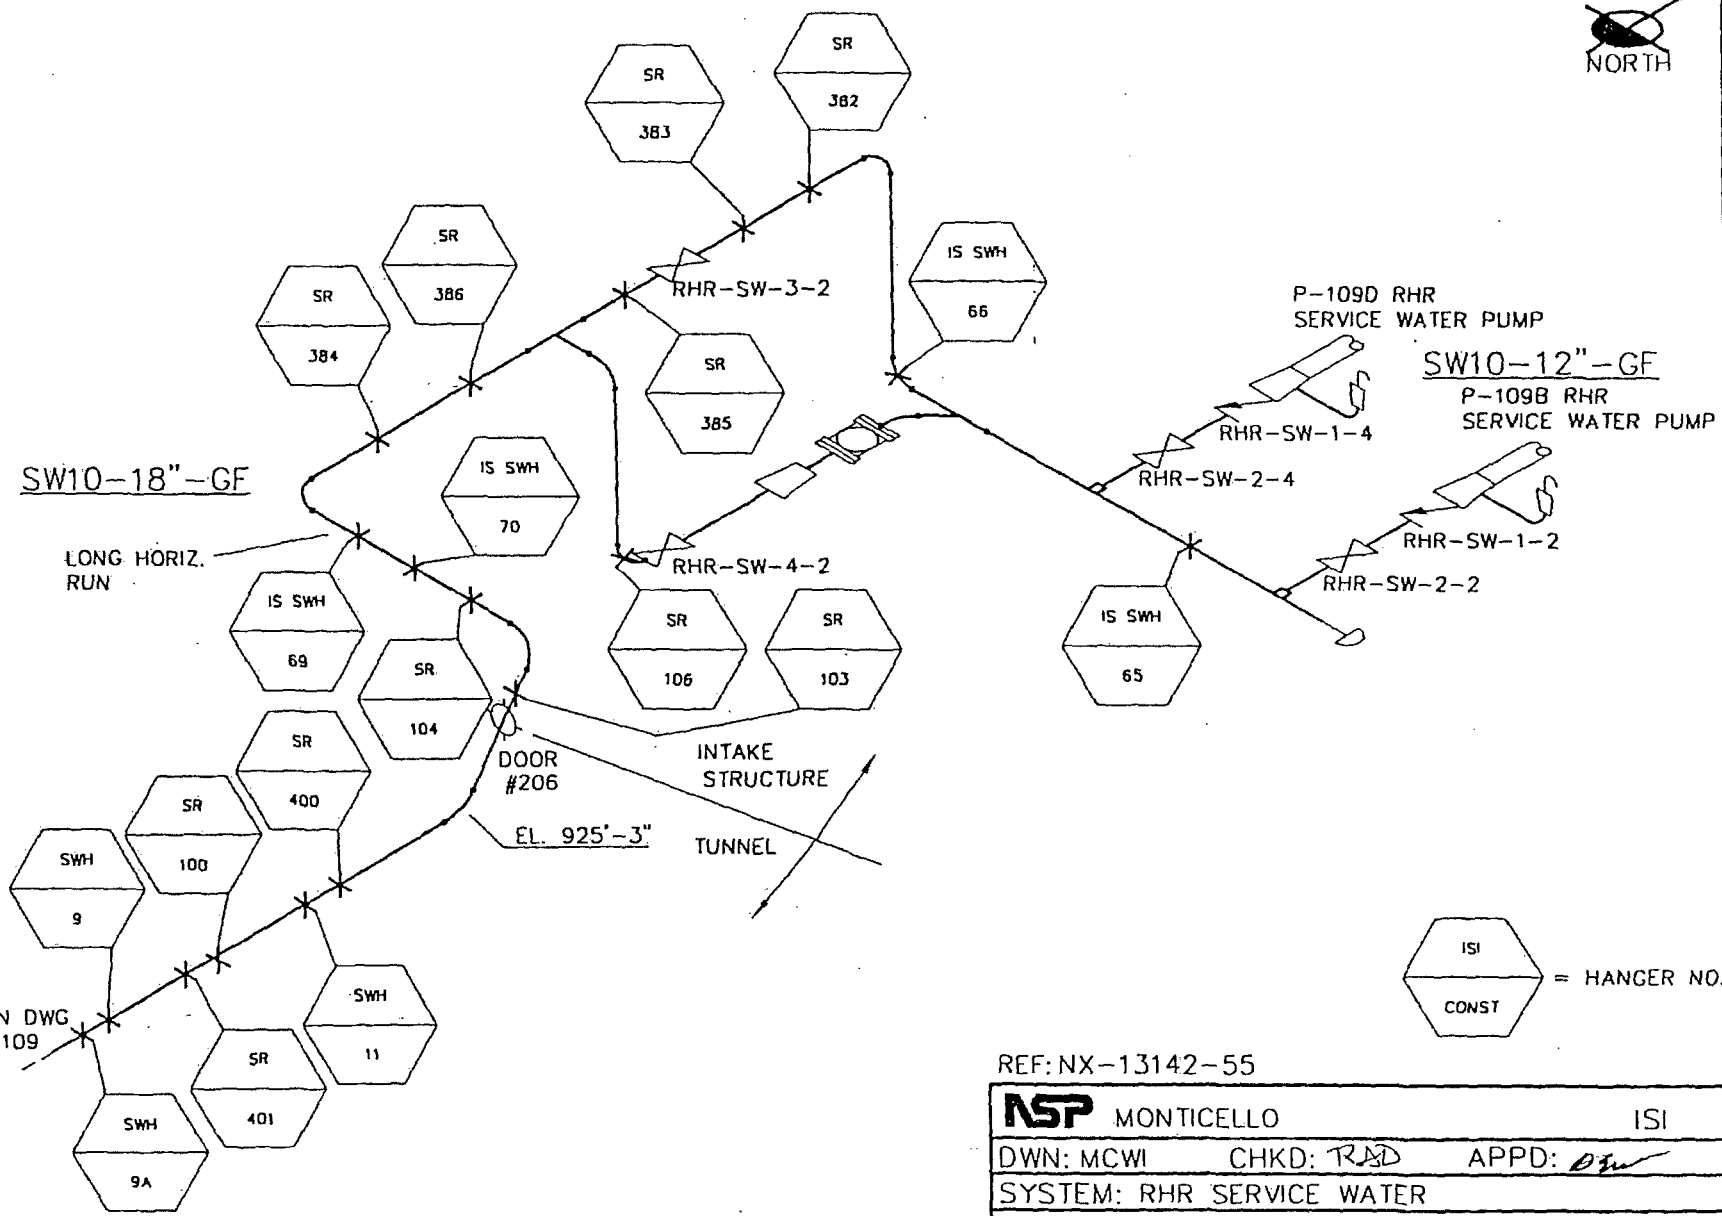 NORTH
SR
382
SR
383
SR
386
SR
384
IS SWH
66
RHR-SW-3-2
SR
385
P-109D RHR
SERVICE WATER PUMP
SW10-12"-GF
P-109B RHR
SERVICE WATER PUMP
RHR-SW-1-4
RHR-SW-2-4
SW10-18"-GF
IS SWH
70
LONG HORIZ.
RUN
RHR-SW-4-2
RHR-SW-1-2
RHR-SW-2-2
IS SWH
69
SR
104
SR
106
SR
103
IS SWH
65
DOOR
#206
INTAKE
STRUCTURE
TUNNEL
EL. 925'-3"
SR
400
SR
100
SWH
9
SWH
11
SR
401
SWH
9A
N DWG
109
ISI
CONST
= HANGER NO.
REF: NX-13142-55
NSP MONTICELLO ISI
DWN: MCWI CHKD: RAD APPD:
SYSTEM: RHR SERVICE WATER